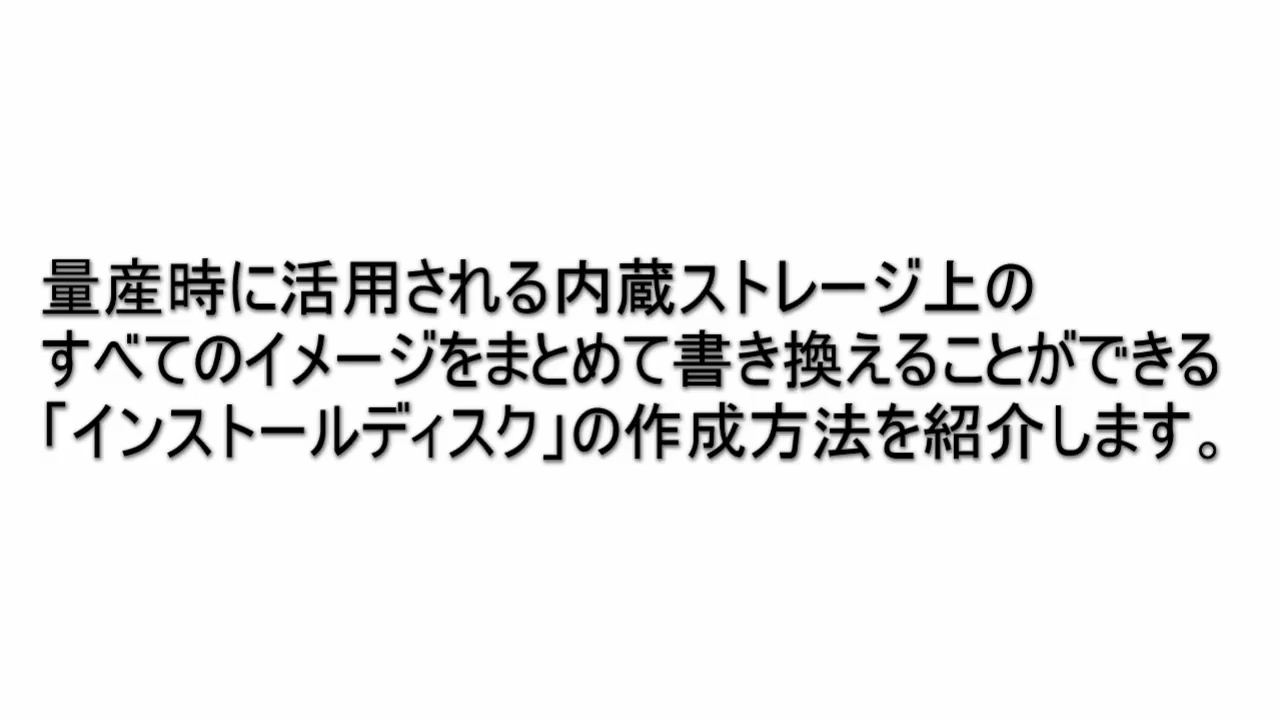 量産時に活用される内蔵ストレージ上の
すべてのイメージをまとめて書き換えることができる
「インストールディスク」の作成方法を紹介します。